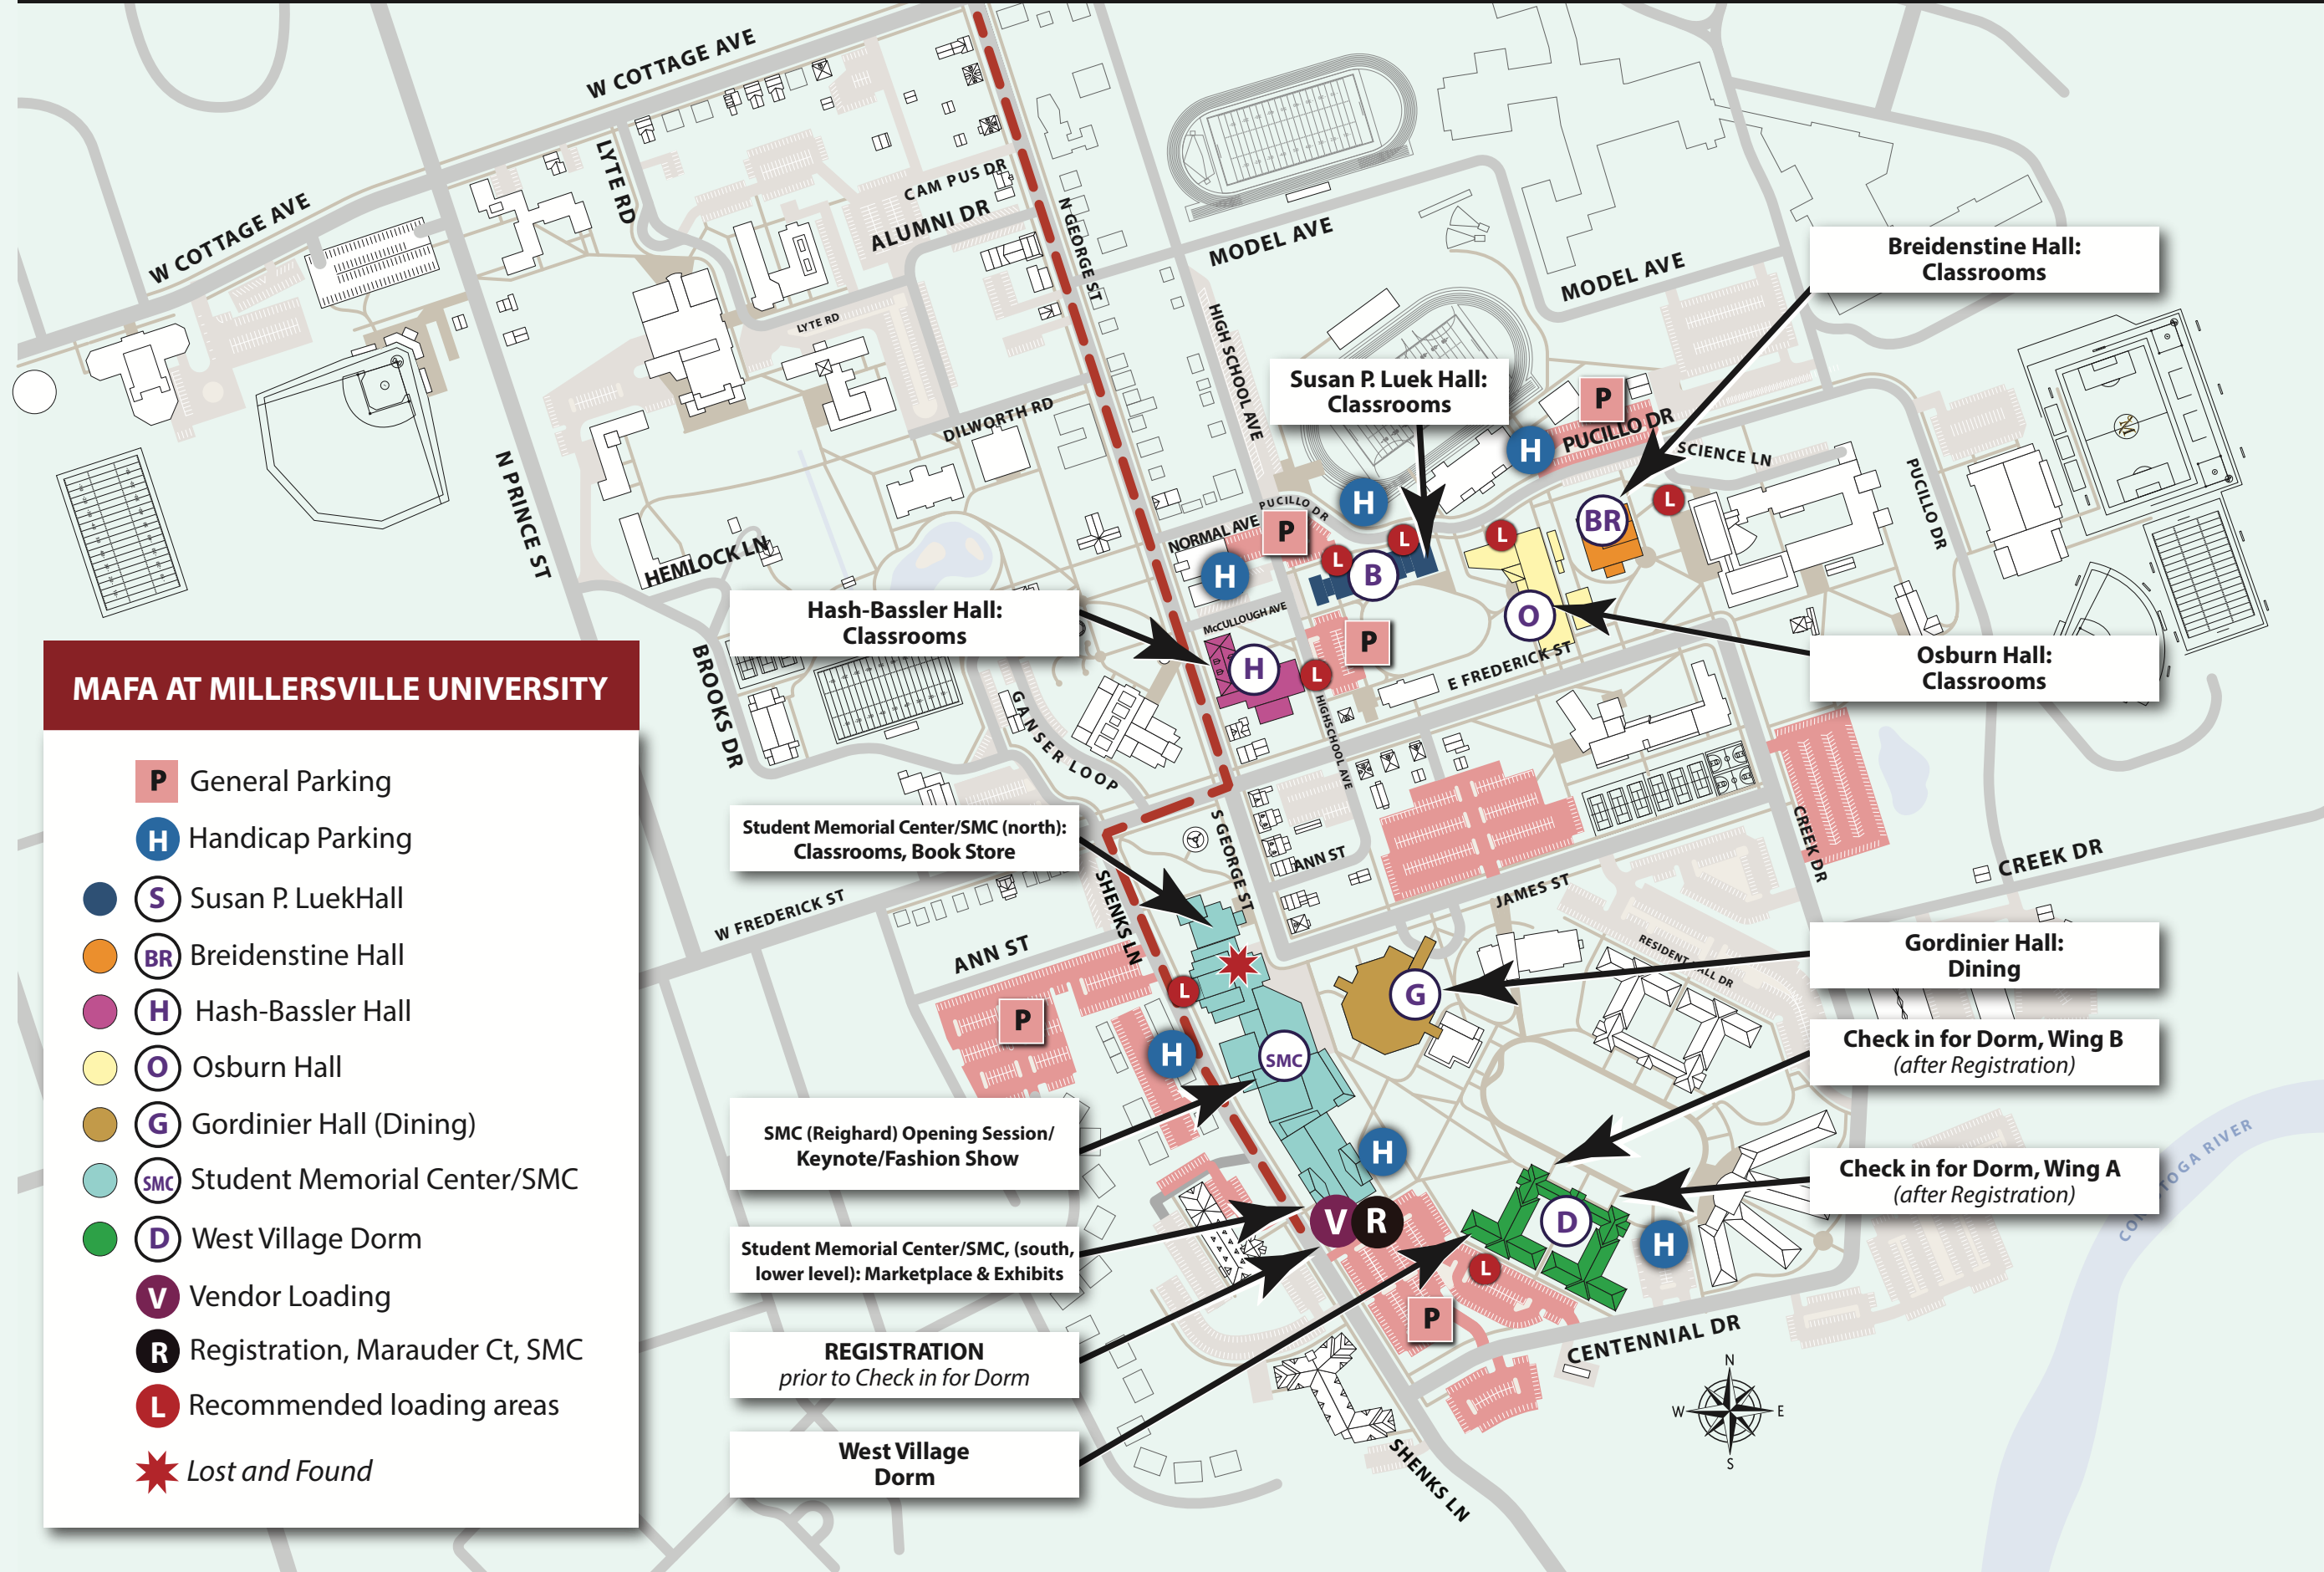 W COTTAGE AVE
W COTTAGE AVE
LYTE RD
CAM PUS DR
ALUMNI DR
N GEORGE ST
LYTE RD
DILWORTH RD
N PRINCE ST
HEMLOCK LN
BROOKS DR
GANSER LOOP
MODEL AVE
MODEL AVE
HIGH SCHOOL AVE
Breidenstine Hall:
Classrooms
Susan P. Luek Hall:
Classrooms
P
H
PUCILLO DR
SCIENCE LN
PUCILLO DR
M
H
PUCILLO DR
NORMAL AVE
P
H
L
L
B
L
BR
L
O
Hash-Bassler Hall:
Classrooms
McCULLOUGH AVE
H
L
P
E FREDERICK ST
HIGHSCHOOL AVE
Osburn Hall:
Classrooms
Student Memorial Center/SMC (north):
Classrooms, Book Store
S GEORGE ST
ANN ST
JAMES ST
CREEK DR
CREEK DR
W FREDERICK ST
SHENKS LN
ANN ST
P
L
H
G
SMC
RESIDENT HALL DR
Gordinier Hall:
Dining
Check in for Dorm, Wing B
(after Registration)
Check in for Dorm, Wing A
(after Registration)
SMC (Reighard) Opening Session/
Keynote/Fashion Show
Student Memorial Center/SMC, (south,
lower level): Marketplace & Exhibits
REGISTRATION
prior to Check in for Dorm
West Village
Dorm
H
V
R
D
H
L
P
CENTENNIAL DR
SHENKS LN
N
W
E
S
MAFA AT MILLERSVILLE UNIVERSITY
P General Parking
H Handicap Parking
S Susan P. LuekHall
BR Breidenstine Hall
H Hash-Bassler Hall
O Osburn Hall
G Gordinier Hall (Dining)
SMC Student Memorial Center/SMC
D West Village Dorm
V Vendor Loading
R Registration, Marauder Ct, SMC
L Recommended loading areas
Lost and Found
RIVER